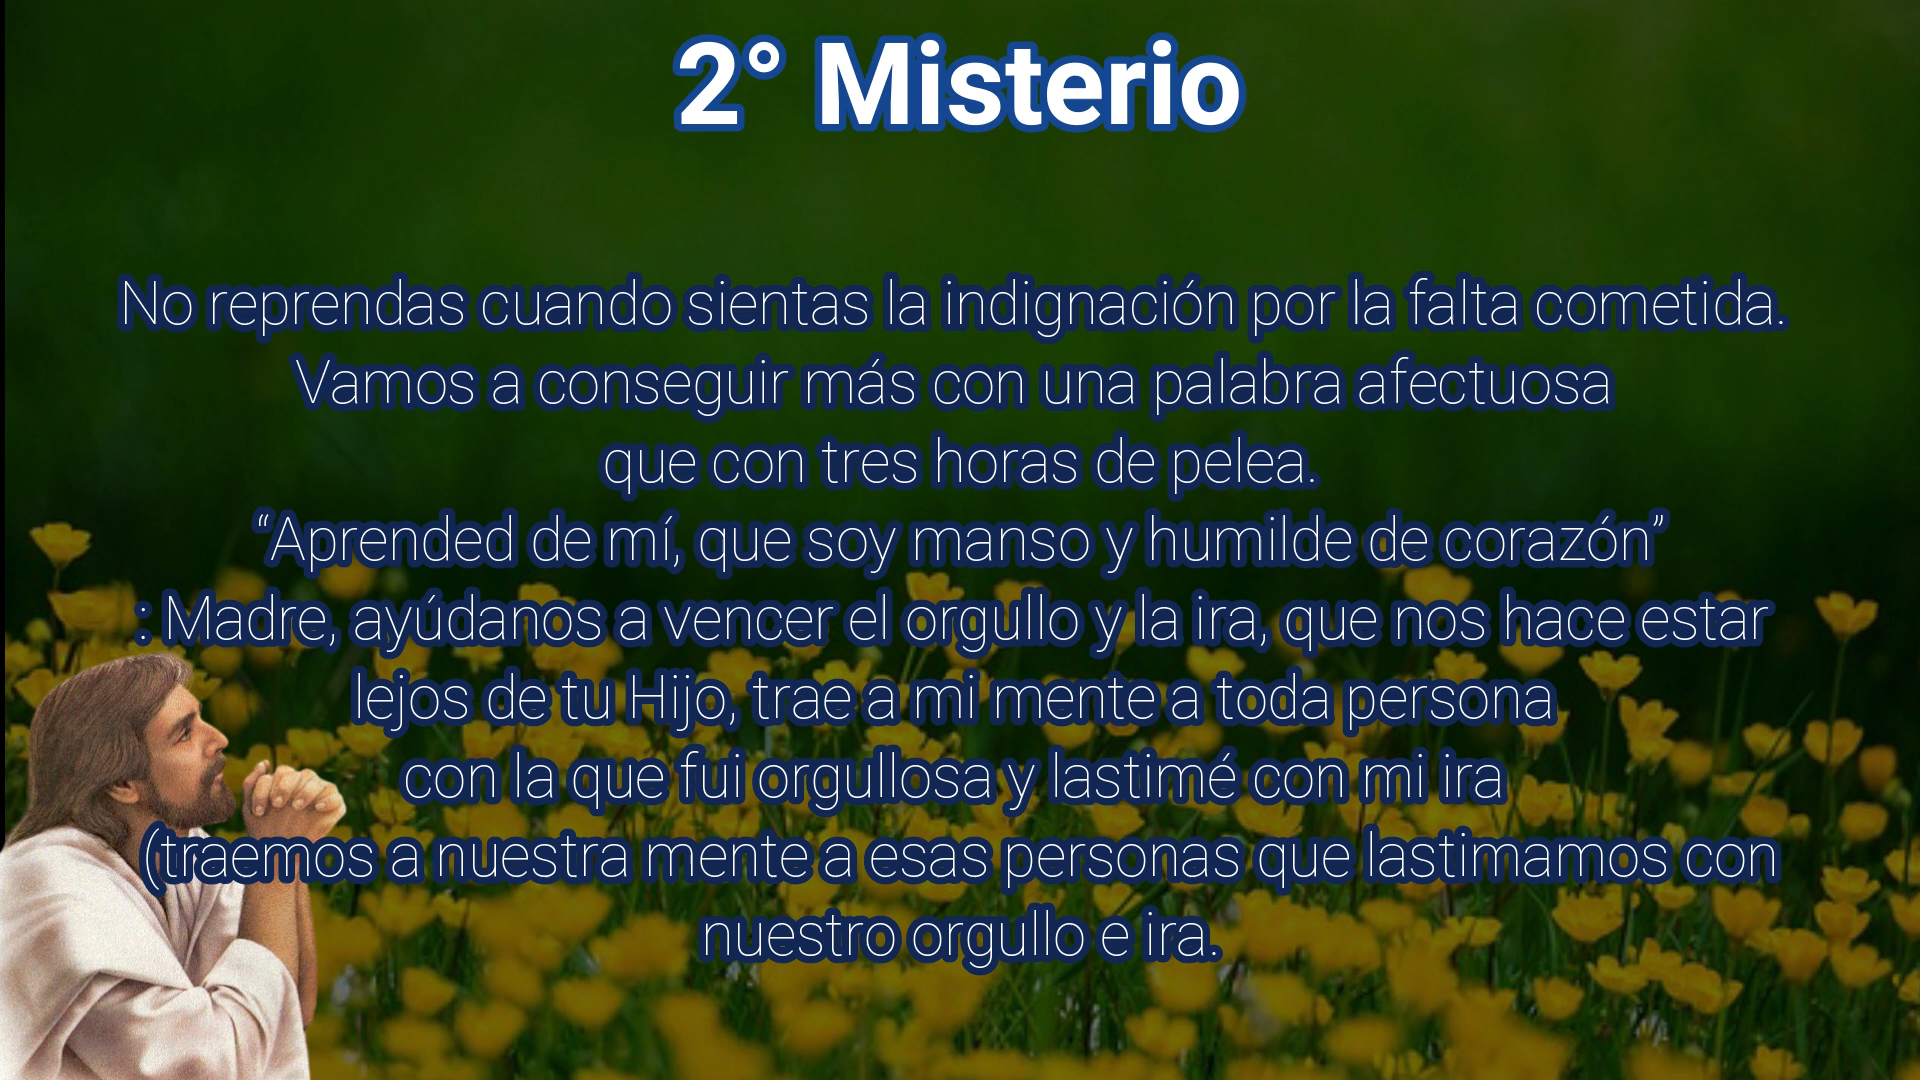 2° Misterio
No reprendas cuando sientas la indignación por la falta cometida.
Vamos a conseguir más con una palabra afectuosa
que con tres horas de pelea.
“Aprended de mí, que soy manso y humilde de corazón”
: Madre, ayúdanos a vencer el orgullo y la ira, que nos hace estar
lejos de tu Hijo, trae a mi mente a toda persona
con la que fui orgullosa y lastimé con mi ira
(traemos a nuestra mente a esas personas que lastimamos con
nuestro orgullo e ira.